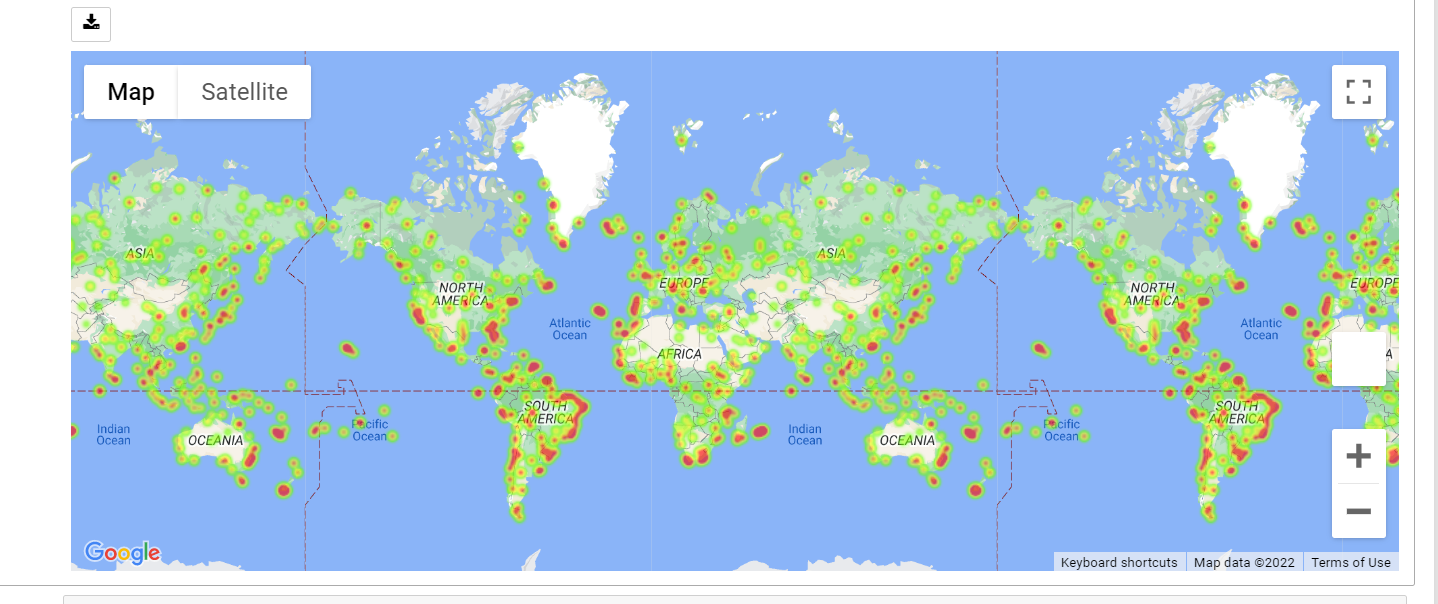 Map Satellite
ASIA
ASIA
NORTH
AMERICA
EUROPE
NORTH
AMERICA
EUROPE
Atlantic
Ocean
Atlantic
Ocean
AFRICA
A
SOUTH
AMERICA
SOUTH
AMERICA
Indian
Ocean
OCEANIA
Pacific
Ocean
Indian
Ocean
OCEANIA
Pacific
Ocean
Google
Keyboard shortcuts Map data ©2022 Terms of Use